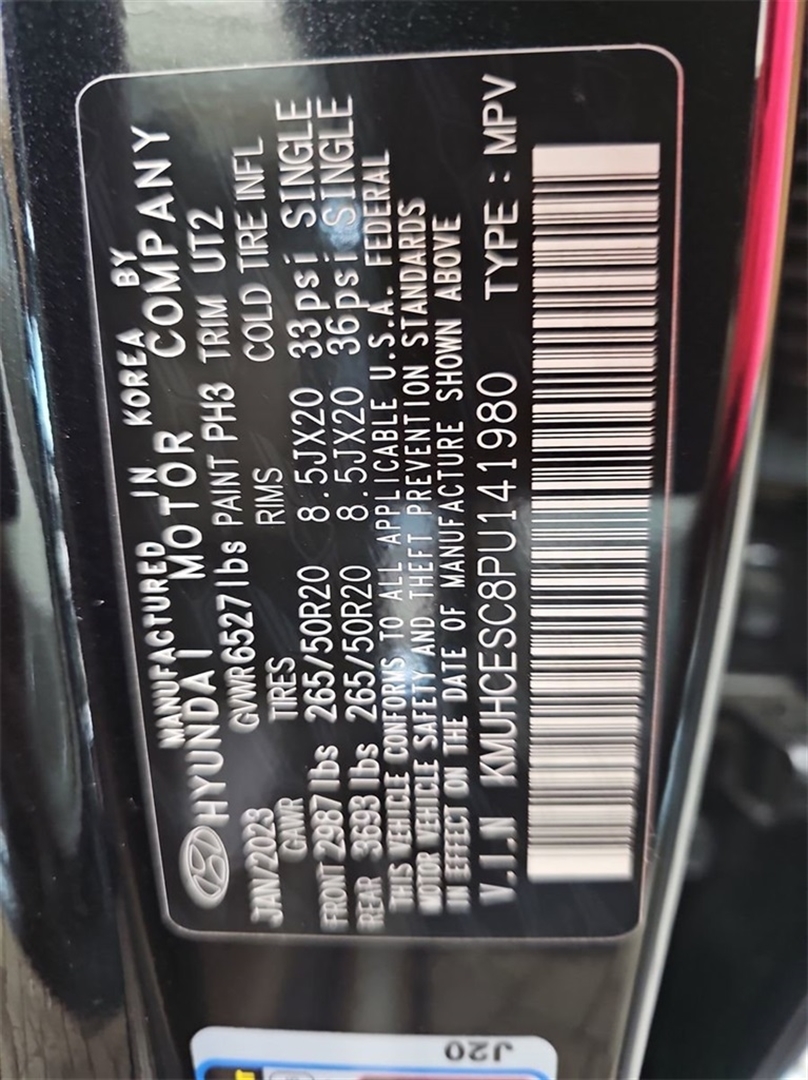 MANUFACTURED IN KOREA BY
HYUNDAI MOTOR COMPANY
JAN/2023 GVWR 6527lbs PAINT PH3 TRIM UT2
GAWR TIRES RIMS COLD TIRE INFL
FRONT 2987lbs 265/50R20 8.5JX20 33psi SINGLE
REAR 3693lbs 265/50R20 8.5JX20 36psi SINGLE
THIS VEHICLE CONFORMS TO ALL APPLICABLE U.S.A. FEDERAL
MOTOR VEHICLE SAFETY AND THEFT PREVENTION STANDARDS
IN EFFECT ON THE DATE OF MANUFACTURE SHOWN ABOVE
V.I.N KMUHCESC8PU141980 TYPE : MPV
J20